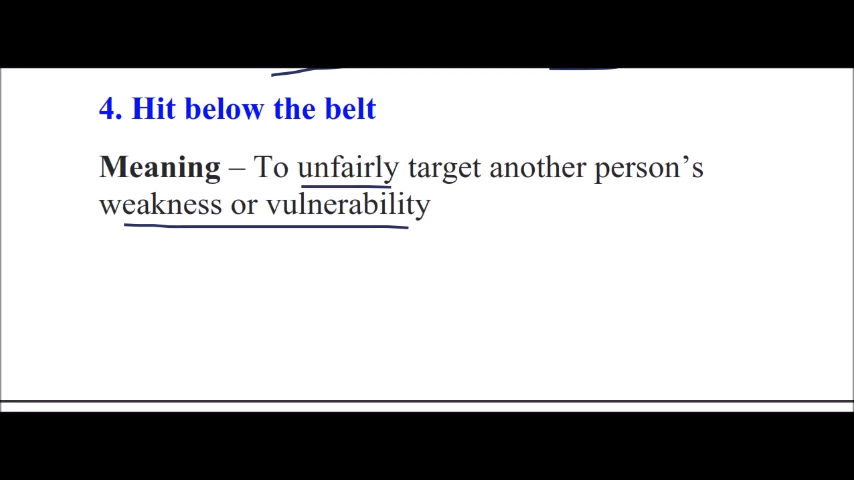 4. Hit below the belt
Meaning – To unfairly target another person’s
weakness or vulnerability